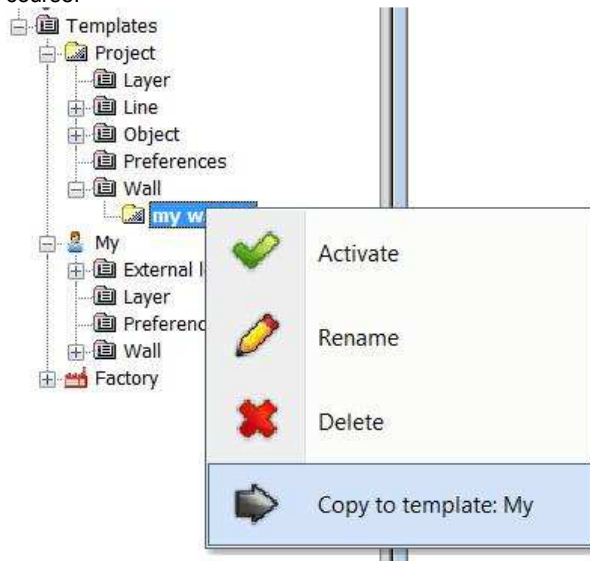 Templates
Project
Layer
Line
Object
Preferences
Wall
my w
My
External l
Layer
Preferenc
Wall
Factory
Activate
Rename
Delete
Copy to template: My